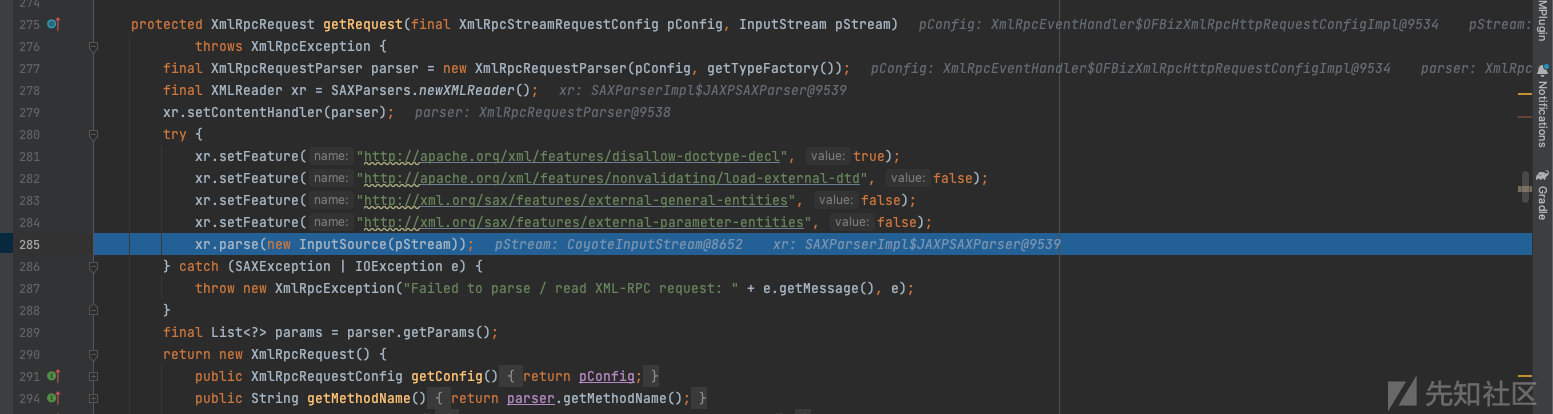 274
275 protected XmlRpcRequest getRequest(final XmlRpcStreamRequestConfig pConfig, InputStream pStream) pConfig: XmlRpcEventHandler$OFBizXmlRpcHttpRequestConfigImpl@9534 pStream:
276 throws XmlRpcException {
277 final XmlRpcRequestParser parser = new XmlRpcRequestParser(pConfig, getTypeFactory()); pConfig: XmlRpcEventHandler$OFBizXmlRpcHttpRequestConfigImpl@9534 parser: XmlRpc
278 final XMLReader xr = SAXParsers.newXMLReader(); xr: SAXParserImpl$JAXPSAXParser@9539
279 xr.setContentHandler(parser); parser: XmlRpcRequestParser@9538
280 try {
281 xr.setFeature( name: "http://apache.org/xml/features/disallow-doctype-decl", value: true);
282 xr.setFeature( name: "http://apache.org/xml/features/nonvalidating/load-external-dtd", value: false);
283 xr.setFeature( name: "http://xml.org/sax/features/external-general-entities", value: false);
284 xr.setFeature( name: "http://xml.org/sax/features/external-parameter-entities", value: false);
285 xr.parse(new InputSource(pStream)); pStream: CoyoteInputStream@8652 xr: SAXParserImpl$JAXPSAXParser@9539
286 } catch (SAXException | IOException e) {
287 throw new XmlRpcException("Failed to parse / read XML-RPC request: " + e.getMessage(), e);
288 }
289 final List<?> params = parser.getParams();
290 return new XmlRpcRequest() {
291 public XmlRpcRequestConfig getConfig() { return pConfig; }
294 public String getMethodName() { return parser.getMethodName(); }
MPlugin
Notifications
Gradle
先知社区